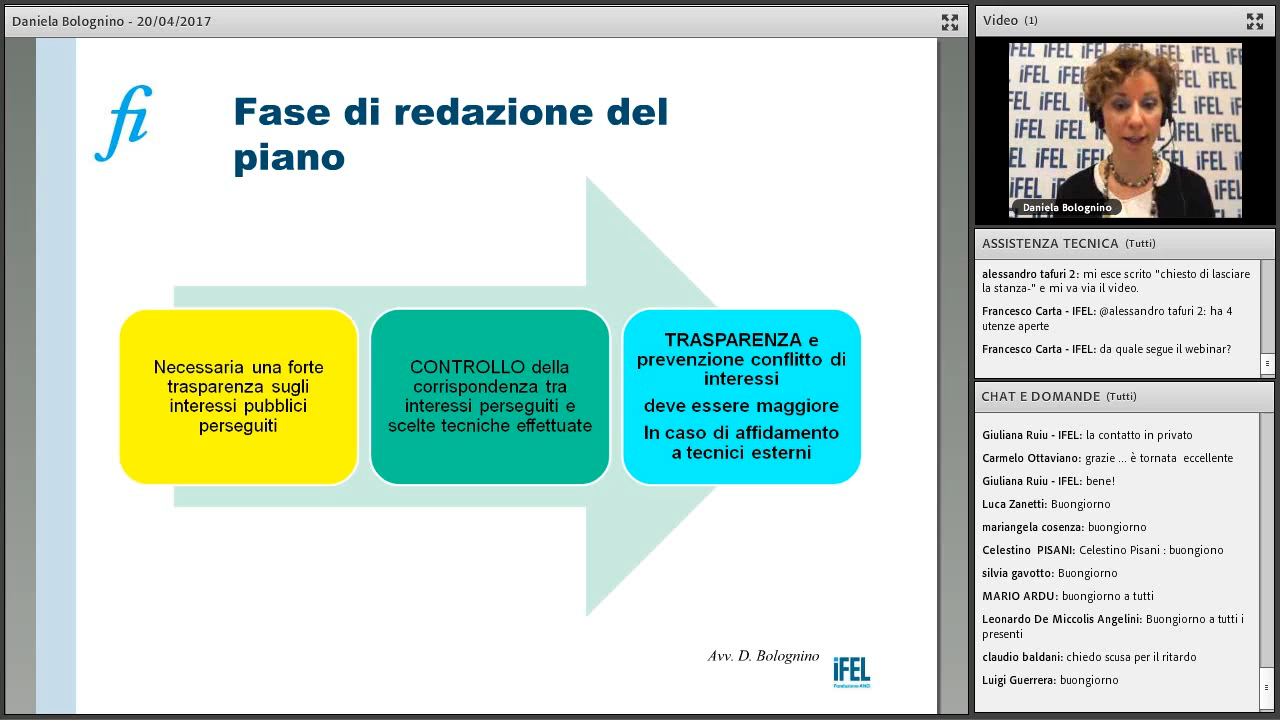 Daniela Bolognino - 20/04/2017
fi
Fase di redazione del
piano
Necessaria una forte
trasparenza sugli
interessi pubblici
perseguiti
CONTROLLO della
corrispondenza tra
interessi perseguiti e
scelte tecniche effettuate
TRASPARENZA e
prevenzione conflitto di
interessi
deve essere maggiore
In caso di affidamento
a tecnici esterni
Avv. D. Bolognino
iFEL
Fondazione ANCI
Video (1)
iFEL iFEL iFEL
Daniela Bolognino
ASSISTENZA TECNICA (Tutti)
alessandro tafuri 2: mi esce scrito "chiesto di lasciare
la stanza-" e mi va via il video.
Francesco Carta - IFEL: @alessandro tafuri 2: ha 4
utenze aperte
Francesco Carta - IFEL: da quale segue il webinar?
CHAT E DOMANDE (Tutti)
Giuliana Ruiu - IFEL: la contatto in privato
Carmelo Ottaviano: grazie ... è tornata eccellente
Giuliana Ruiu - IFEL: bene!
Luca Zanetti: Buongiorno
mariangela cosenza: buongiorno
Celestino PISANI: Celestino Pisani : buongiono
silvia gavotto: Buongiorno
MARIO ARDU: buongiorno a tutti
Leonardo De Miccolis Angelini: Buongiorno a tutti i
presenti
claudio baldani: chiedo scusa per il ritardo
Luigi Guerrera: buongiorno